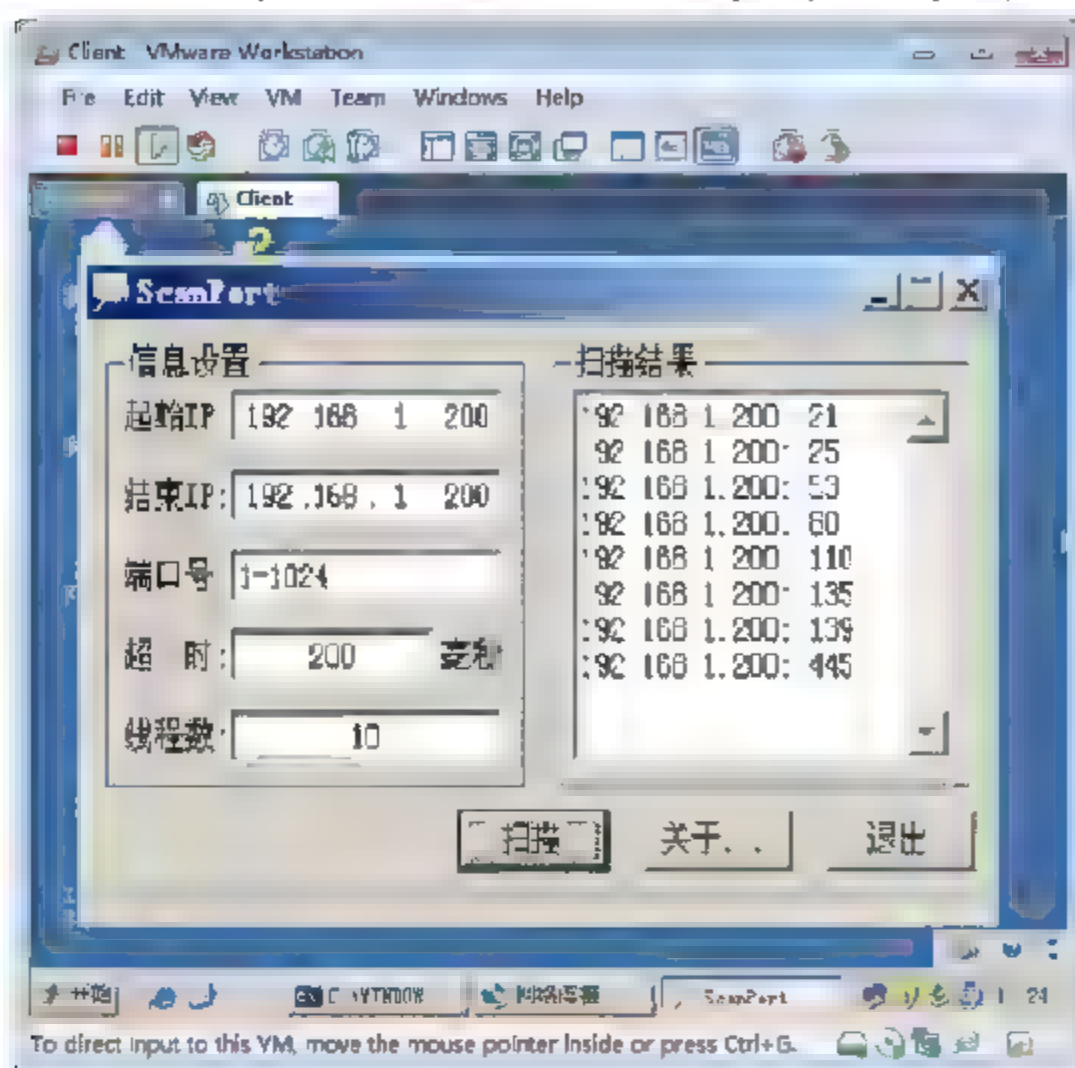 Client VMware Workstation
File Edit View VM Team Windows Help
Client
ScanPort
信息设置
起始IP 192 168 1 200
结束IP: 192 .168 . 1 200
端口号 1-1024
超 时: 200 毫秒
线程数: 10
扫描结果
192 168 1 200 21
192 168 1 200: 25
192 168 1.200: 53
192 168 1.200. 80
192 168 1 200 110
192 168 1 200: 135
192 168 1.200: 139
192 168 1.200: 445
扫描 关于. . 退出
开始 ScanPort 24
To direct input to this VM, move the mouse pointer inside or press Ctrl+G.